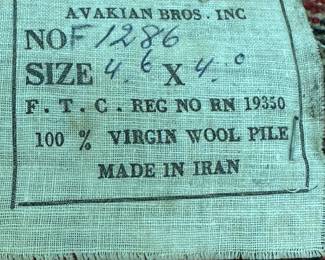 AVAKIAN BROS. INC
NO F 1286
SIZE 4.6 X 4.0
F. T. C. REG NO RN 19350
100 % VIRGIN WOOL PILE
MADE IN IRAN